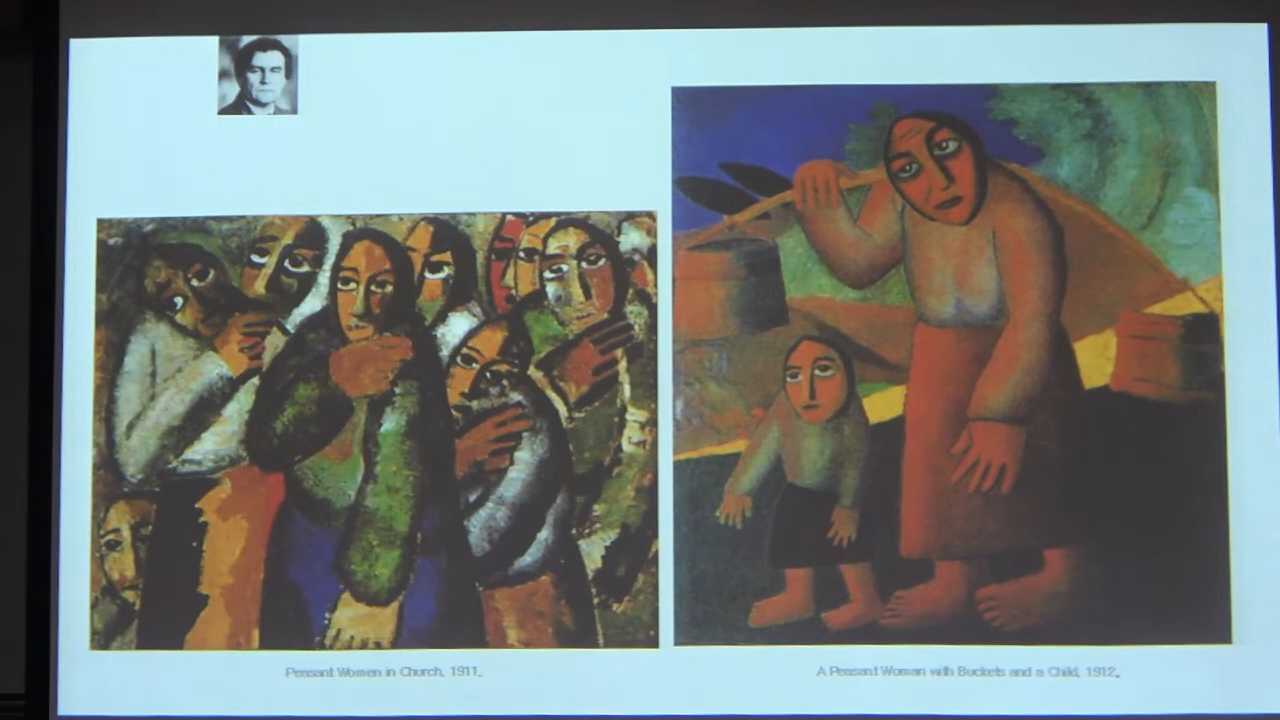 Peasant Women in Church, 1911.
A Peasant Woman with Buckets and a Child, 1912.